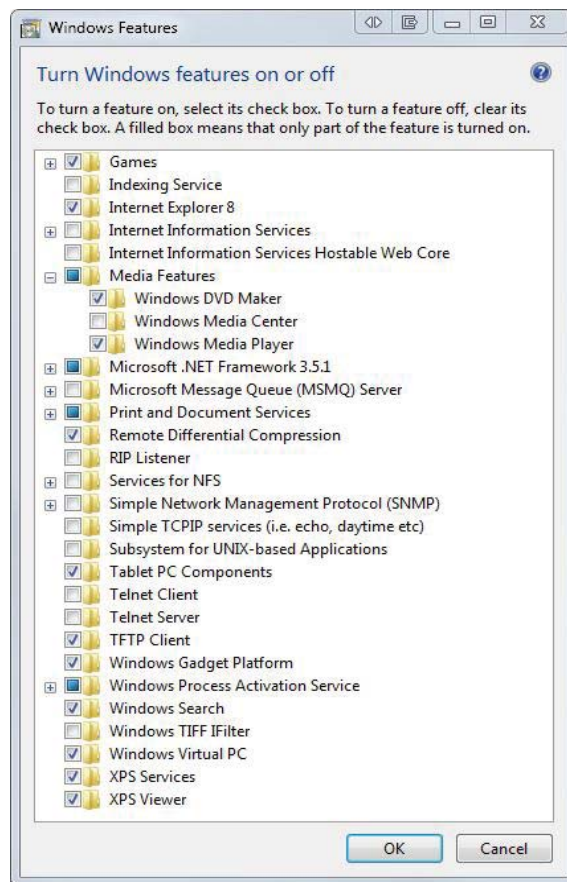 Windows Features
Turn Windows features on or off
To turn a feature on, select its check box. To turn a feature off, clear its
check box. A filled box means that only part of the feature is turned on.
Games
Indexing Service
Internet Explorer 8
Internet Information Services
Internet Information Services Hostable Web Core
Media Features
Windows DVD Maker
Windows Media Center
Windows Media Player
Microsoft .NET Framework 3.5.1
Microsoft Message Queue (MSMQ) Server
Print and Document Services
Remote Differential Compression
RIP Listener
Services for NFS
Simple Network Management Protocol (SNMP)
Simple TCPIP services (i.e. echo, daytime etc)
Subsystem for UNIX-based Applications
Tablet PC Components
Telnet Client
Telnet Server
TFTP Client
Windows Gadget Platform
Windows Process Activation Service
Windows Search
Windows TIFF IFilter
Windows Virtual PC
XPS Services
XPS Viewer
OK Cancel